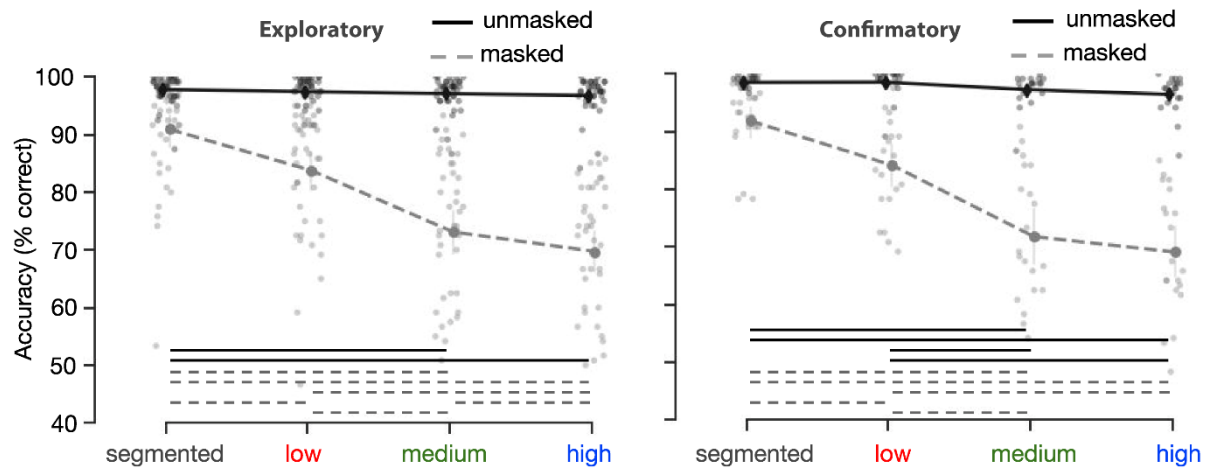 Exploratory
unmasked
masked
Confirmatory
unmasked
masked
Accuracy (% correct)
100
90
80
70
60
50
40
segmented low medium high
segmented low medium high